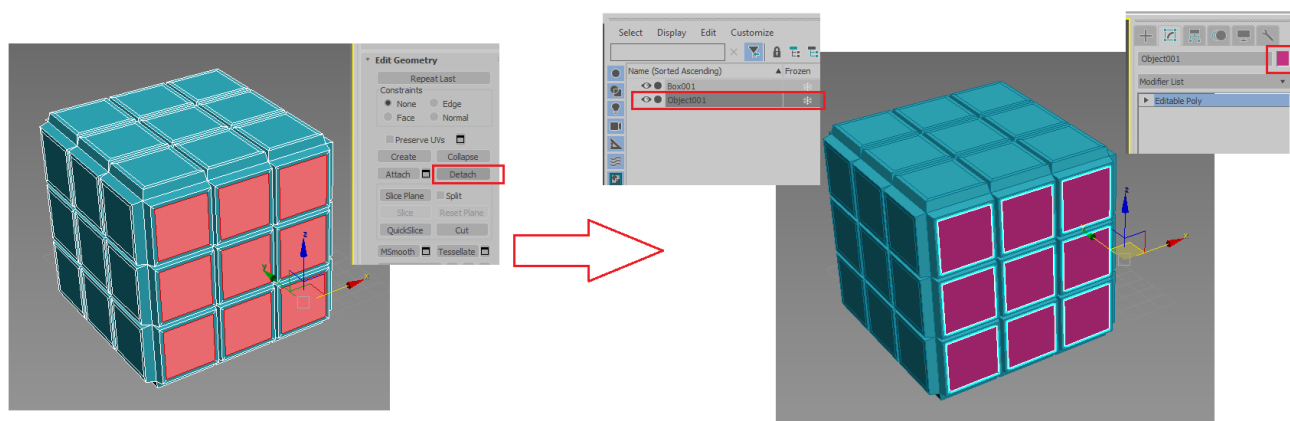 Edit Geometry
Repeat Last
Constraints
None Edge
Face Normal
Preserve UVs
Create Collapse
Attach Detach
Slice Plane Split
Slice Reset Plane
QuickSlice Cut
MSmooth Tessellate
z
y
x
Select Display Edit Customize
Name (Sorted Ascending) Frozen
Box001
Object001
Object001
Modifier List
Editable Poly
z
x